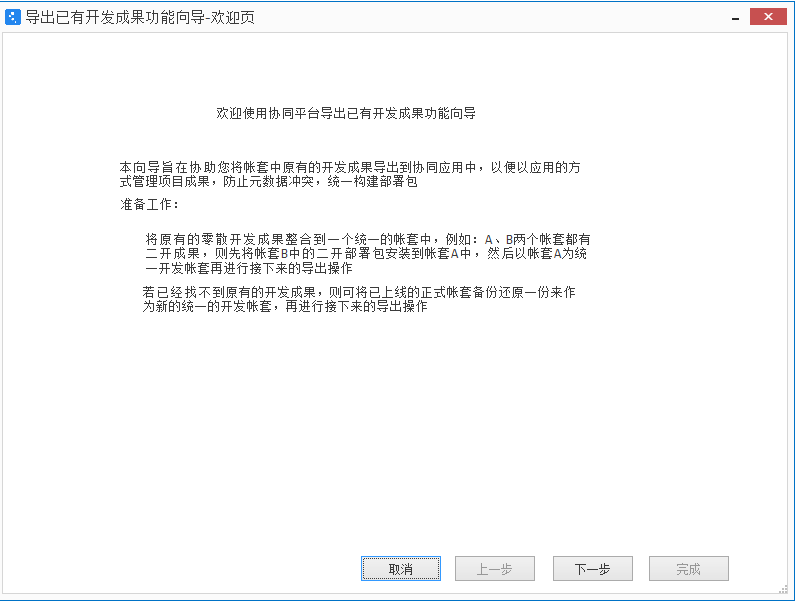 导出已有开发成果功能向导-欢迎页
欢迎使用协同平台导出已有开发成果功能向导
本向导旨在协助您将帐套中原有的开发成果导出到协同应用中，以便以应用的方
式管理项目成果，防止元数据冲突，统一构建部署包
准备工作：
将原有的零散开发成果整合到一个统一的帐套中，例如：A、B两个帐套都有
二开成果，则先将帐套B中的二开部署包安装到帐套A中，然后以帐套A为统
一开发帐套再进行接下来的导出操作
若已经找不到原有的开发成果，则可将已上线的正式帐套备份还原一份来作
为新的统一的开发帐套，再进行接下来的导出操作
取消 上一步 下一步 完成